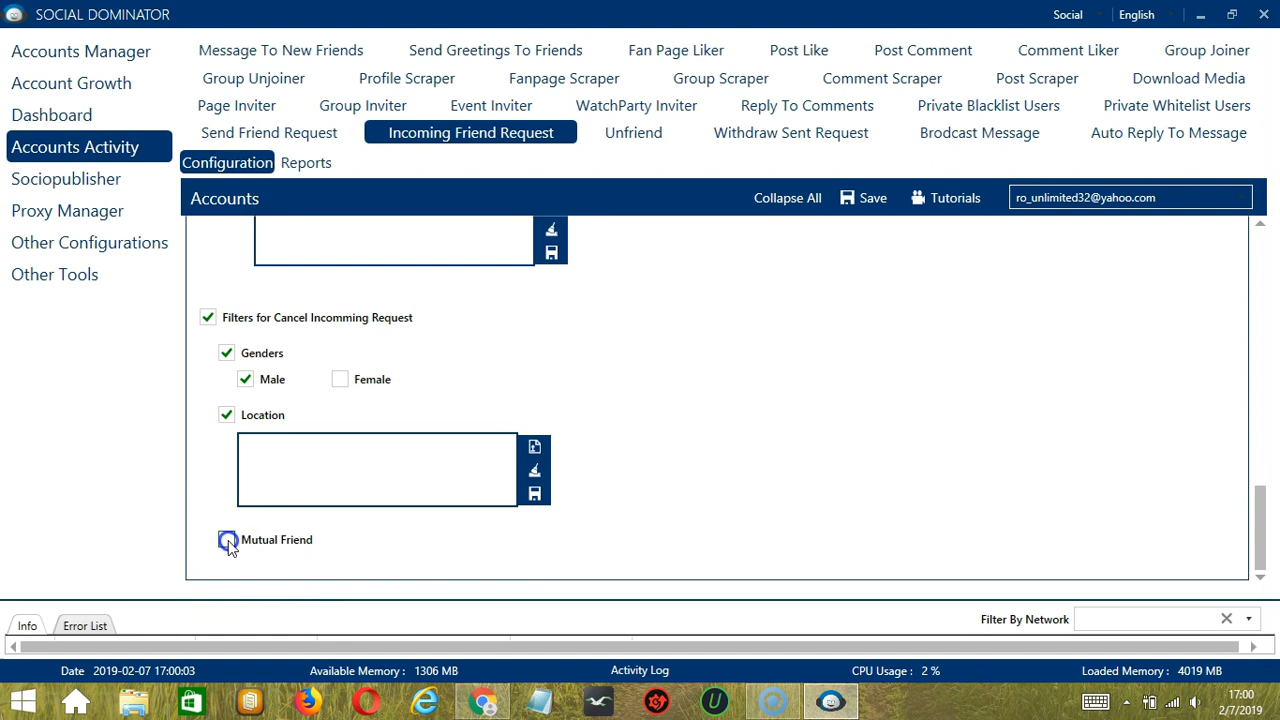 SOCIAL DOMINATOR
Social
English
Accounts Manager
Account Growth
Dashboard
Accounts Activity
Sociopublisher
Proxy Manager
Other Configurations
Other Tools
Message To New Friends Send Greetings To Friends Fan Page Liker Post Like Post Comment Comment Liker Group Joiner
Group Unjoiner Profile Scraper Fanpage Scraper Group Scraper Comment Scraper Post Scraper Download Media
Page Inviter Group Inviter Event Inviter WatchParty Inviter Reply To Comments Private Blacklist Users Private Whitelist Users
Send Friend Request Incoming Friend Request Unfriend Withdraw Sent Request Brodcast Message Auto Reply To Message
Configuration Reports
Accounts Collapse All Save Tutorials ro_unlimited32@yahoo.com
Filters for Cancel Incomming Request
Genders
Male Female
Location
Mutual Friend
Info Error List Filter By Network
Date 2019-02-07 17:00:03 Available Memory : 1306 MB Activity Log CPU Usage : 2 % Loaded Memory : 4019 MB
17:00
2/7/2019